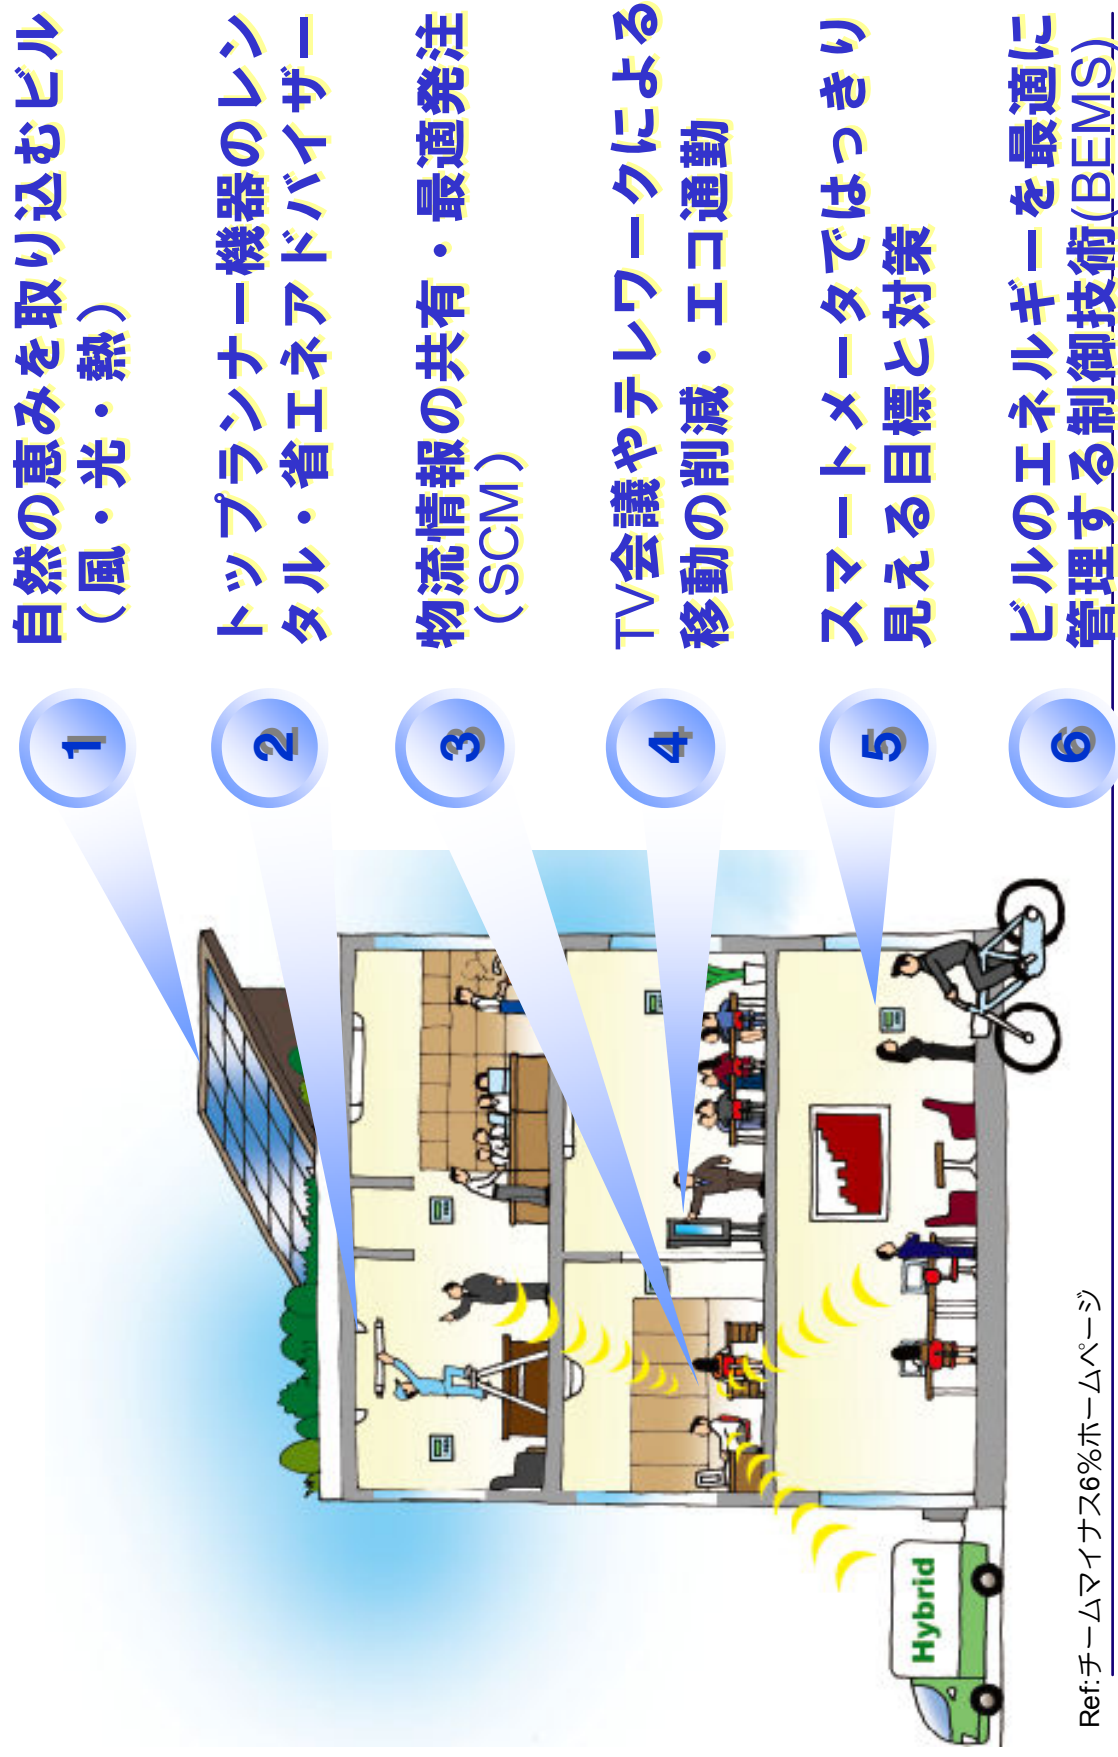 1
自然の恵みを取り込むビル
（風・光・熱）
2
トップランナー機器のレン
タル・省エネアドバイザー
3
物流情報の共有・最適発注
（SCM）
4
TV会議やテレワークによる
移動の削減・エコ通勤
5
スマートメータではっきり
見える目標と対策
6
ビルのエネルギーを最適に
管理する制御技術(BEMS)
Hybrid
Ref:チームマイナス6%ホームページ